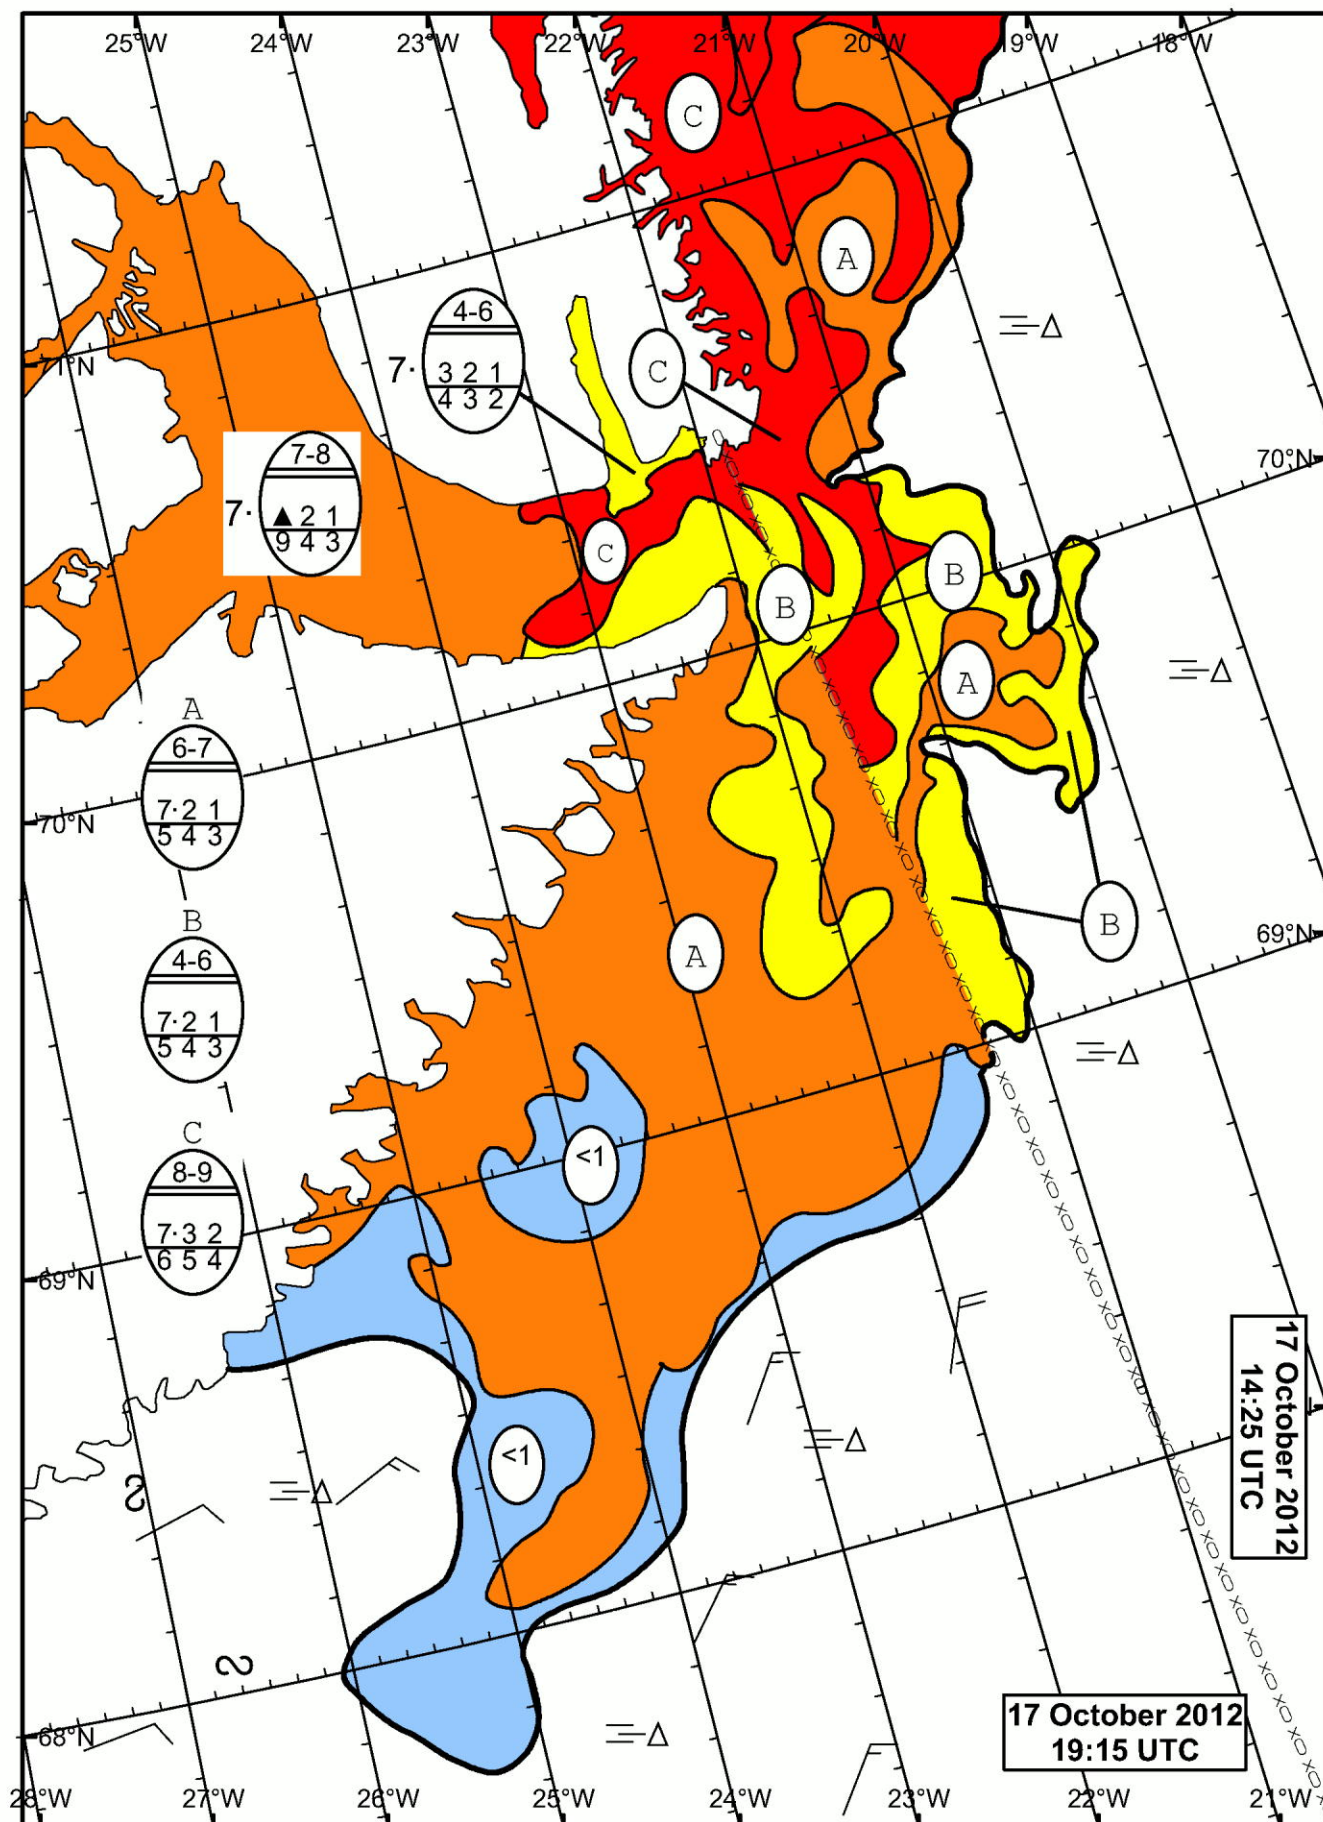 25°W 24°W 23°W 22°W 21°W 20°W 19°W 18°W
C
A
4-6
7·
3 2 1
4 3 2
C
71°N
7-8
7·
▲ 2 1
9 4 3
70°N
C
B
B
A
A
6-7
7·2 1
5 4 3
70°N
B
4-6
7·2 1
5 4 3
A
B
69°N
C
8-9
7·3 2
6 5 4
<1
69°N
17 October 2012
14:25 UTC
<1
17 October 2012
19:15 UTC
68°N
28°W 27°W 26°W 25°W 24°W 23°W 22°W 21°W